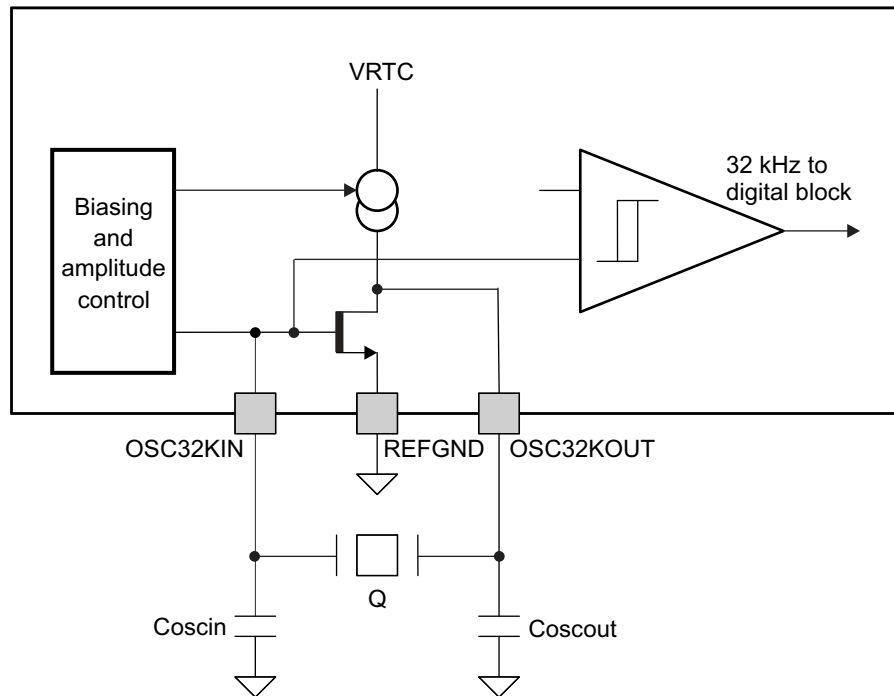 VRTC
32 kHz to
digital block
Biasing
and
amplitude
control
OSC32KIN
REFGND
OSC32KOUT
Q
Coscin
Coscout